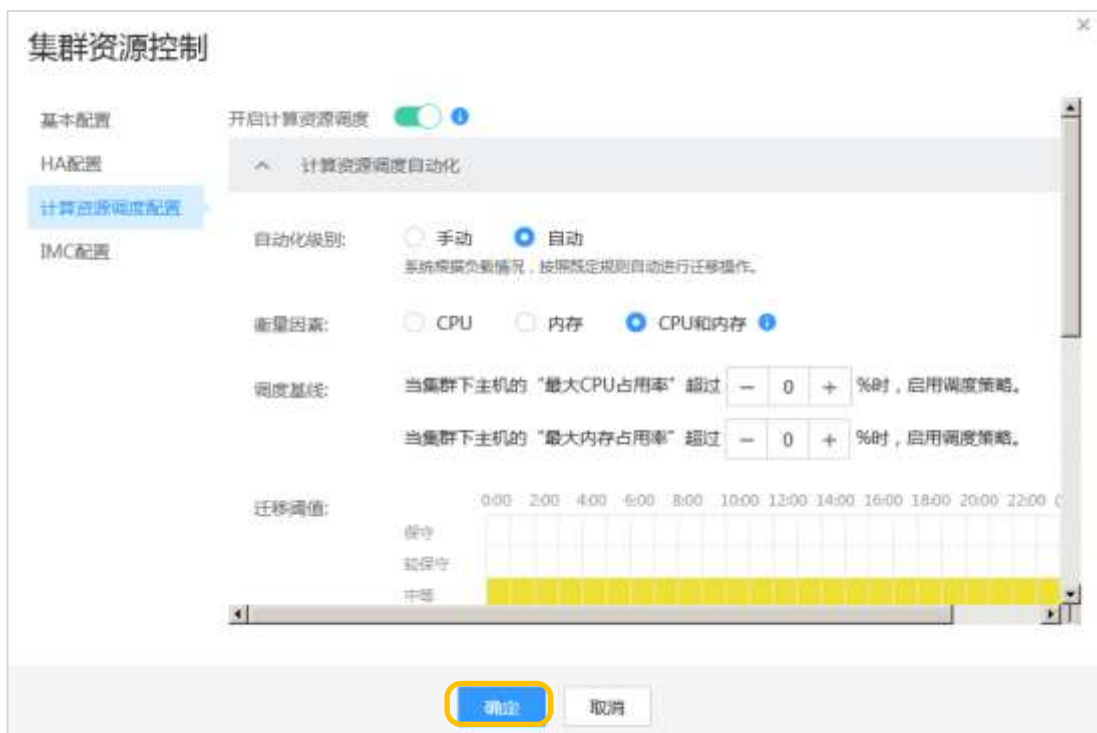 集群资源控制
基本配置
开启计算资源调度
HA配置
计算资源调度自动化
计算资源调度配置
IMC配置
自动化级别:
手动
自动
系统根据负载情况，按照既定规则自动进行迁移操作。
衡量因素:
CPU
内存
CPU和内存
调度基线:
当集群下主机的“最大CPU占用率”超过 － 0 ＋ %时，启用调度策略。
当集群下主机的“最大内存占用率”超过 － 0 ＋ %时，启用调度策略。
迁移阈值:
0:00 2:00 4:00 6:00 8:00 10:00 12:00 14:00 16:00 18:00 20:00 22:00
保守
较保守
中等
确定
取消